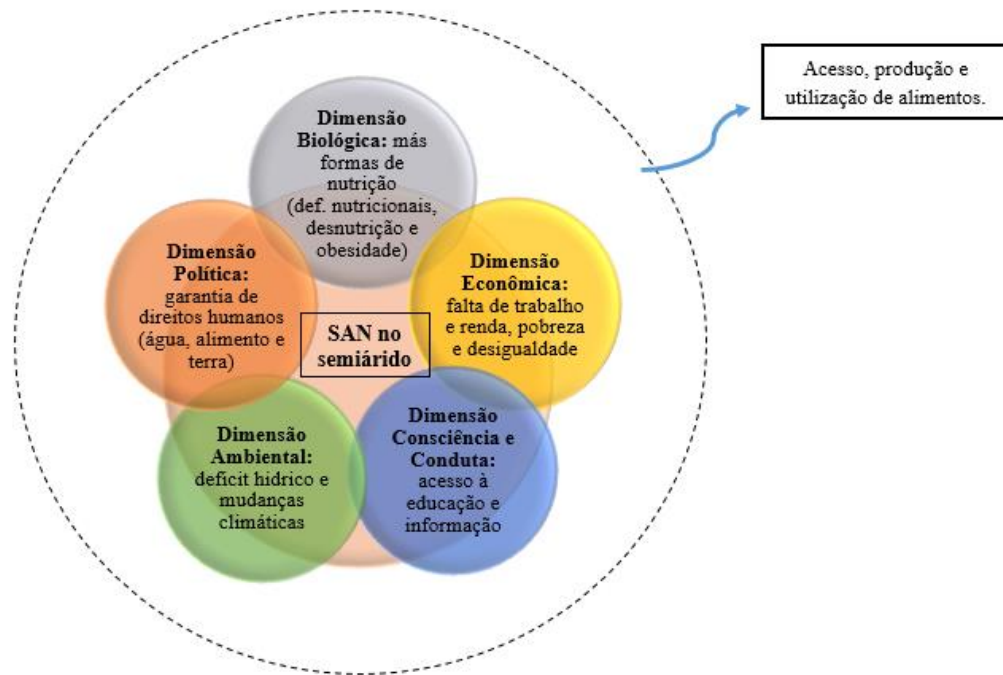 Acesso, produção e
utilização de alimentos.
Dimensão
Biológica: más
formas de
nutrição
(def. nutricionais,
desnutrição e
obesidade)
Dimensão
Política:
garantia de
direitos humanos
(água, alimento e
terra)
Dimensão
Econômica:
falta de trabalho
e renda, pobreza
e desigualdade
SAN no
semiárido
Dimensão
Ambiental:
defícit hídrico e
mudanças
climáticas
Dimensão
Consciência e
Conduta:
acesso à
educação e
informação